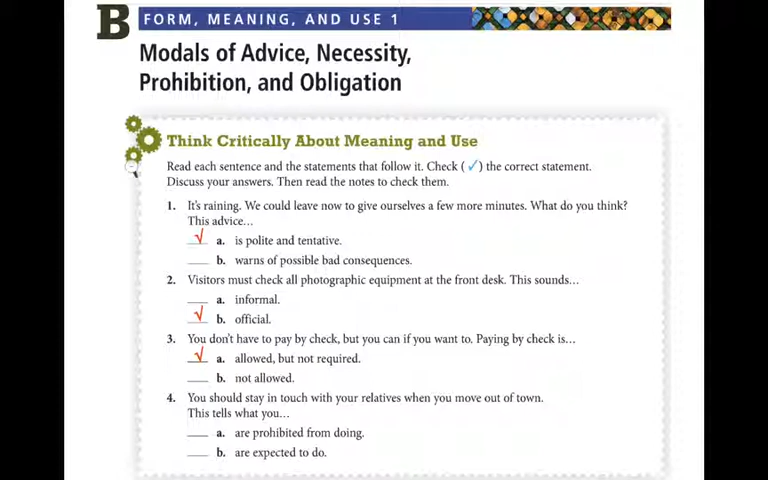 B FORM, MEANING, AND USE 1
Modals of Advice, Necessity,
Prohibition, and Obligation
Think Critically About Meaning and Use
Read each sentence and the statements that follow it. Check (✓) the correct statement.
Discuss your answers. Then read the notes to check them.
1. It's raining. We could leave now to give ourselves a few more minutes. What do you think?
This advice...
√ a. is polite and tentative.
___ b. warns of possible bad consequences.
2. Visitors must check all photographic equipment at the front desk. This sounds...
___ a. informal.
√ b. official.
3. You don't have to pay by check, but you can if you want to. Paying by check is...
√ a. allowed, but not required.
___ b. not allowed.
4. You should stay in touch with your relatives when you move out of town.
This tells what you...
___ a. are prohibited from doing.
___ b. are expected to do.